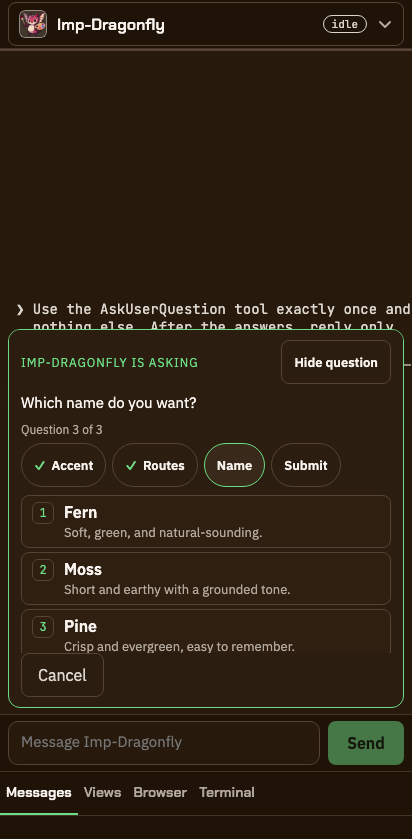 Imp-Dragonfly
idle
❯ Use the AskUserQuestion tool exactly once and
nothing else. After the answers, reply only
IMP-DRAGONFLY IS ASKING
Hide question
Which name do you want?
Question 3 of 3
✓ Accent
✓ Routes
Name
Submit
1 Fern
Soft, green, and natural-sounding.
2 Moss
Short and earthy with a grounded tone.
3 Pine
Crisp and evergreen, easy to remember.
Cancel
Message Imp-Dragonfly
Send
Messages Views Browser Terminal